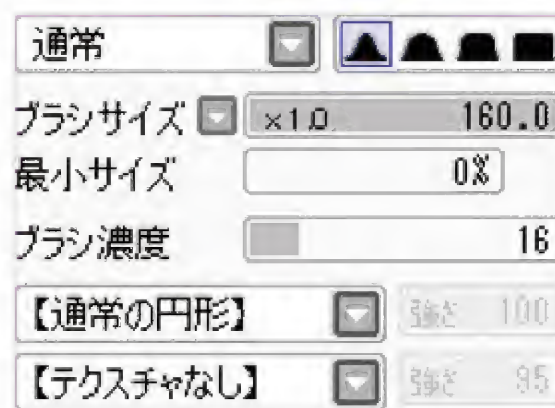 通常
ブラシサイズ ×1.0 160.0
最小サイズ 0%
ブラシ濃度 16
【通常の円形】 強さ 100
【テクスチャなし】 強さ 95